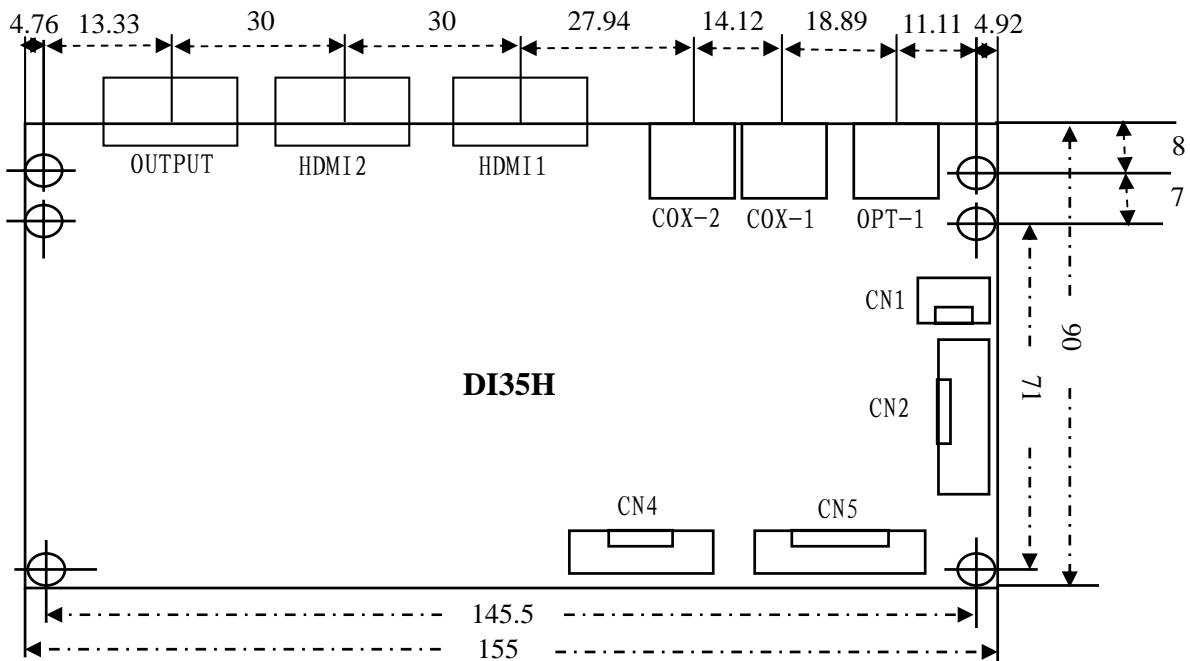 4.76 13.33 30 30 27.94 14.12 18.89 11.11 4.92
8
OUTPUT HDMI2 HDMI1
7
COX-2 COX-1 OPT-1
CN1
90
DI35H
71
CN2
CN4 CN5
145.5
155